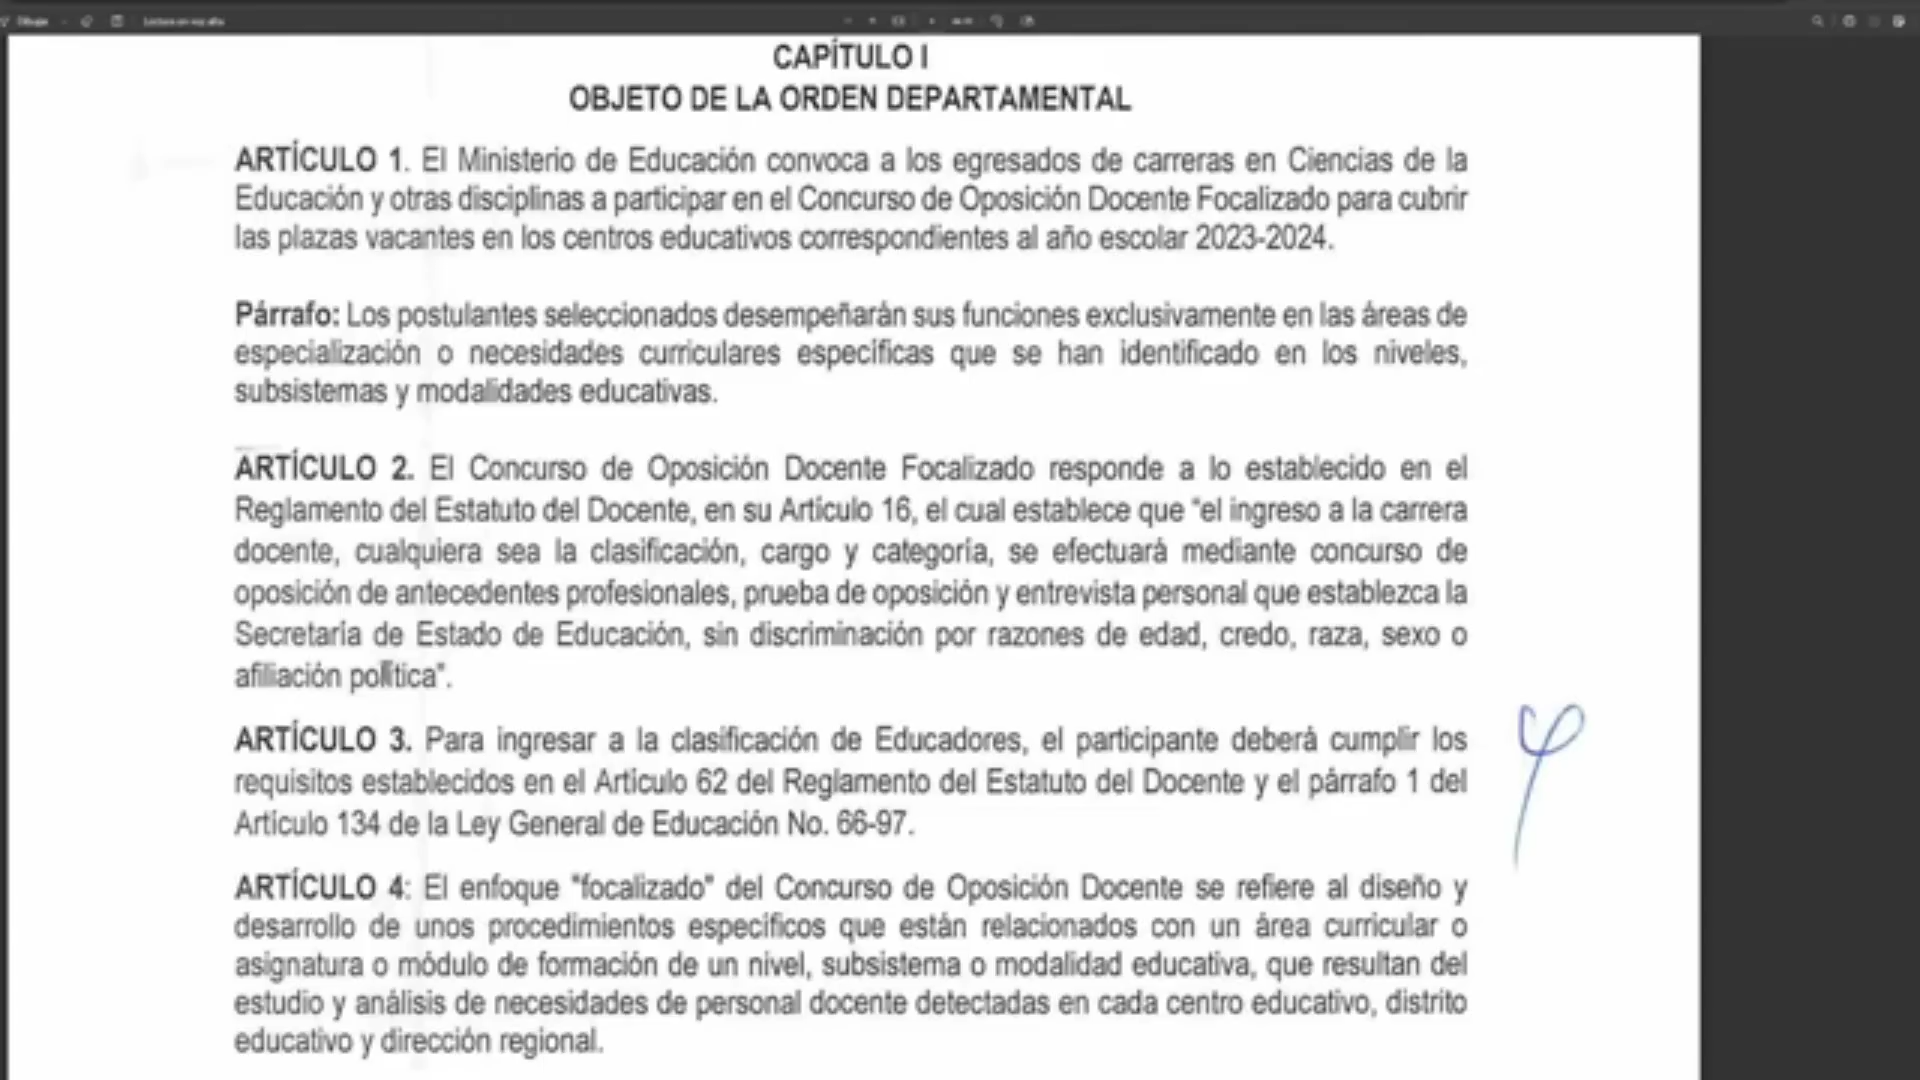 Dibujar
Lectura en voz alta
CAPÍTULO I
OBJETO DE LA ORDEN DEPARTAMENTAL
ARTÍCULO 1. El Ministerio de Educación convoca a los egresados de carreras en Ciencias de la
Educación y otras disciplinas a participar en el Concurso de Oposición Docente Focalizado para cubrir
las plazas vacantes en los centros educativos correspondientes al año escolar 2023-2024.
Párrafo: Los postulantes seleccionados desempeñarán sus funciones exclusivamente en las áreas de
especialización o necesidades curriculares específicas que se han identificado en los niveles,
subsistemas y modalidades educativas.
ARTÍCULO 2. El Concurso de Oposición Docente Focalizado responde a lo establecido en el
Reglamento del Estatuto del Docente, en su Artículo 16, el cual establece que "el ingreso a la carrera
docente, cualquiera sea la clasificación, cargo y categoría, se efectuará mediante concurso de
oposición de antecedentes profesionales, prueba de oposición y entrevista personal que establezca la
Secretaría de Estado de Educación, sin discriminación por razones de edad, credo, raza, sexo o
afiliación política".
ARTÍCULO 3. Para ingresar a la clasificación de Educadores, el participante deberá cumplir los
requisitos establecidos en el Artículo 62 del Reglamento del Estatuto del Docente y el párrafo 1 del
Artículo 134 de la Ley General de Educación No. 66-97.
ARTÍCULO 4: El enfoque "focalizado" del Concurso de Oposición Docente se refiere al diseño y
desarrollo de unos procedimientos específicos que están relacionados con un área curricular o
asignatura o módulo de formación de un nivel, subsistema o modalidad educativa, que resultan del
estudio y análisis de necesidades de personal docente detectadas en cada centro educativo, distrito
educativo y dirección regional.